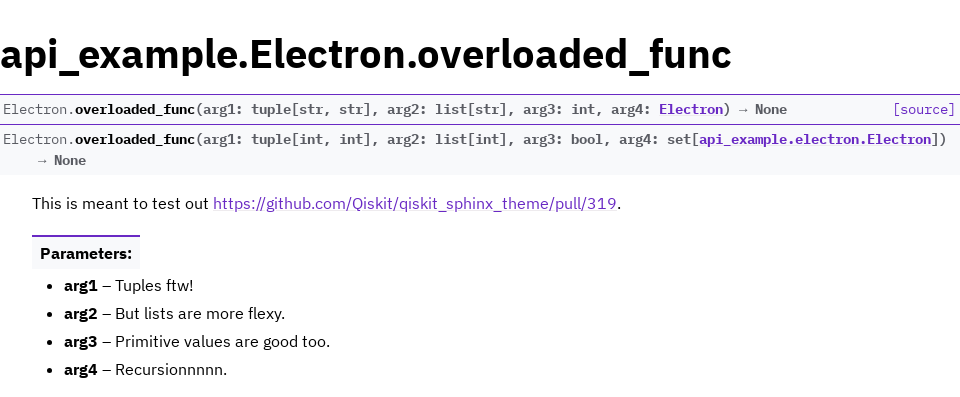 api_example.Electron.overloaded_func
Electron.overloaded_func(arg1: tuple[str, str], arg2: list[str], arg3: int, arg4: Electron) → None [source]
Electron.overloaded_func(arg1: tuple[int, int], arg2: list[int], arg3: bool, arg4: set[api_example.electron.Electron])
→ None
This is meant to test out https://github.com/Qiskit/qiskit_sphinx_theme/pull/319.
Parameters:
• arg1 – Tuples ftw!
• arg2 – But lists are more flexy.
• arg3 – Primitive values are good too.
• arg4 – Recursionnnnn.